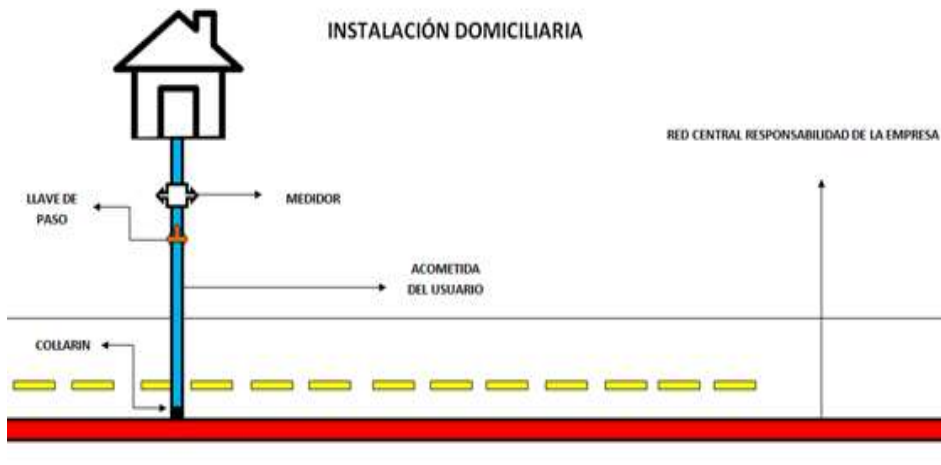 INSTALACIÓN DOMICILIARIA
RED CENTRAL RESPONSABILIDAD DE LA EMPRESA
LLAVE DE
PASO
MEDIDOR
ACOMETIDA
DEL USUARIO
COLLARIN